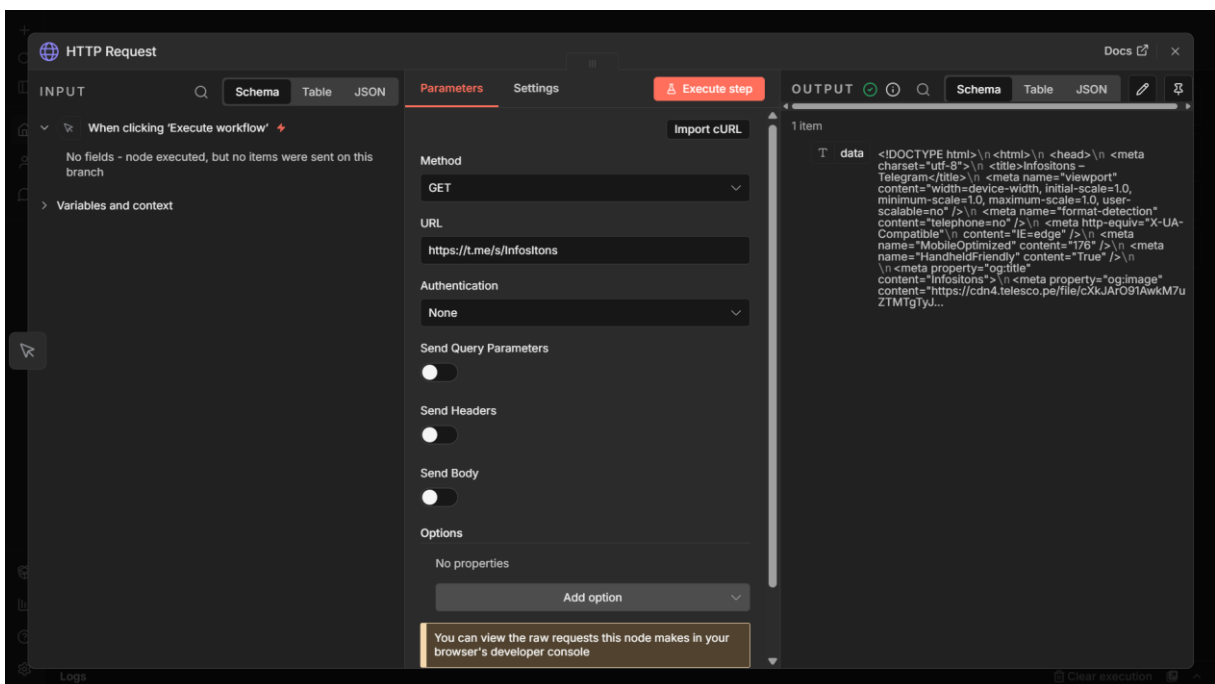 HTTP Request
Docs
INPUT
Schema Table JSON
When clicking 'Execute workflow'
No fields - node executed, but no items were sent on this
branch
Variables and context
Parameters Settings Execute step
Import cURL
Method
GET
URL
https://t.me/s/InfosItons
Authentication
None
Send Query Parameters
Send Headers
Send Body
Options
No properties
Add option
You can view the raw requests this node makes in your
browser's developer console
OUTPUT
Schema Table JSON
1 item
T data
<!DOCTYPE html>\n<html>\n <head>\n <meta
charset="utf-8">\n <title>Infositons –
Telegram</title>\n <meta name="viewport"
content="width=device-width, initial-scale=1.0,
minimum-scale=1.0, maximum-scale=1.0, user-
scalable=no" />\n <meta name="format-detection"
content="telephone=no" />\n <meta http-equiv="X-UA-
Compatible"\n content="IE=edge" />\n <meta
name="MobileOptimized" content="176" />\n <meta
name="HandheldFriendly" content="True" />\n
\n <meta property="og:title"
content="Infositons">\n<meta property="og:image"
content="https://cdn4.telesco.pe/file/cXkJArO91AwkM7u
ZTMTgTyJ...
Logs
Clear execution